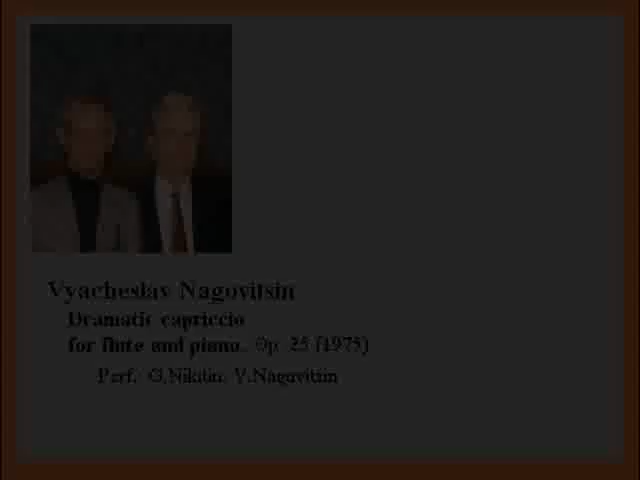 Vyacheslav Nagovitsin
Dramatic capriccio
for flute and piano. Op. 25 (1975)
Perf. O.Nikitin, V.Nagovitsin